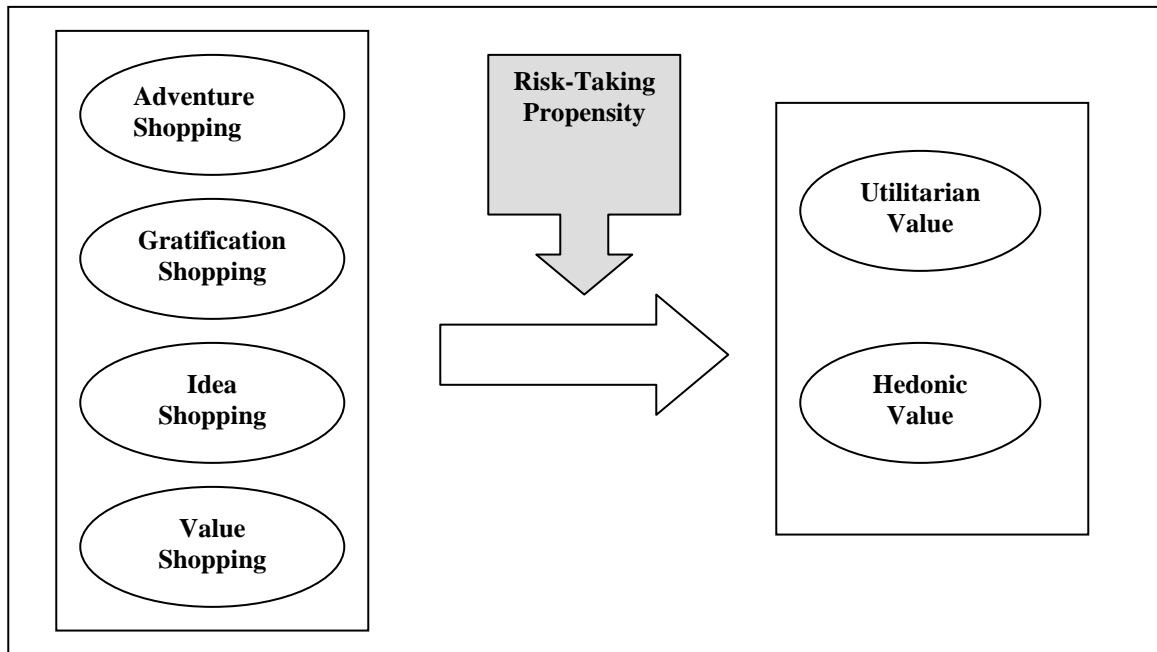 Adventure
Shopping
Gratification
Shopping
Idea
Shopping
Value
Shopping
Risk-Taking
Propensity
Utilitarian
Value
Hedonic
Value